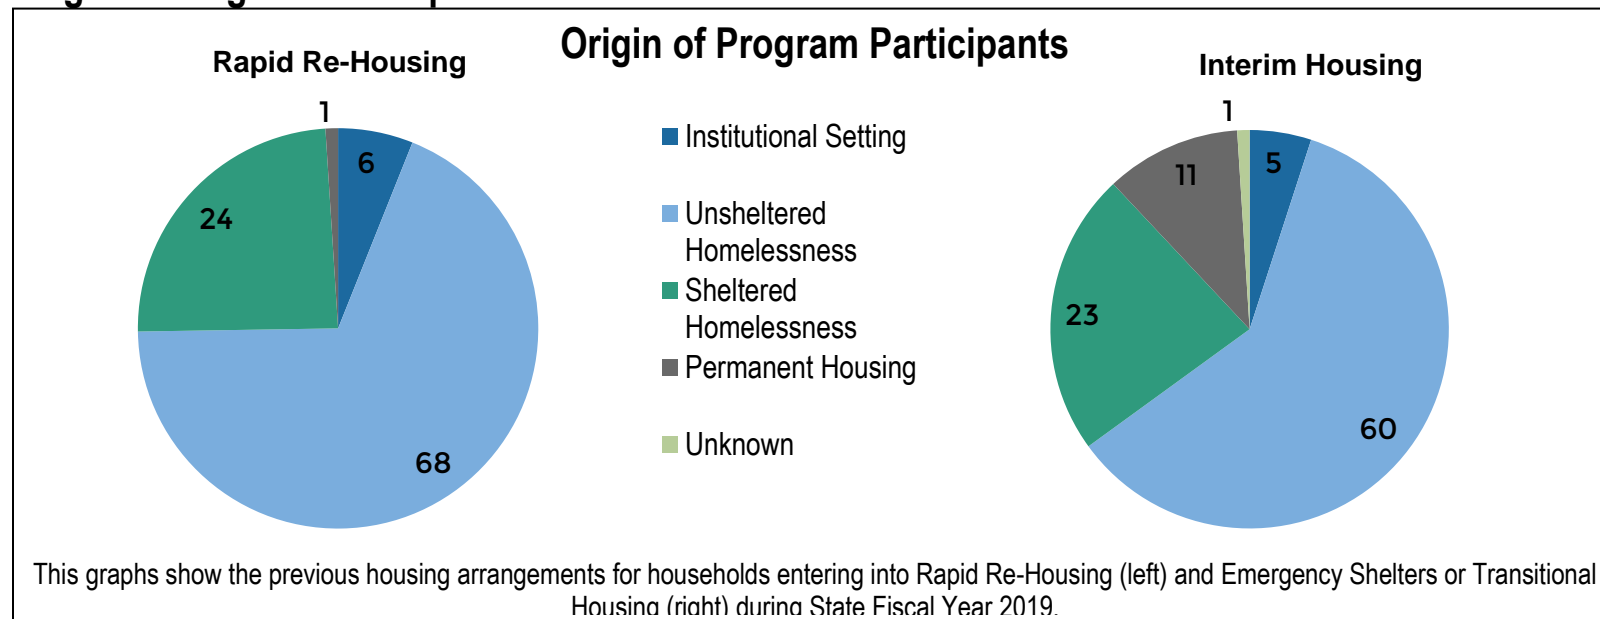 Origin of Program Participants
Rapid Re-Housing
1
6
24
68
Institutional Setting
Unsheltered
Homelessness
Sheltered
Homelessness
Permanent Housing
Unknown
Interim Housing
1
5
11
23
60
This graphs show the previous housing arrangements for households entering into Rapid Re-Housing (left) and Emergency Shelters or Transitional
Housing (right) during State Fiscal Year 2019.